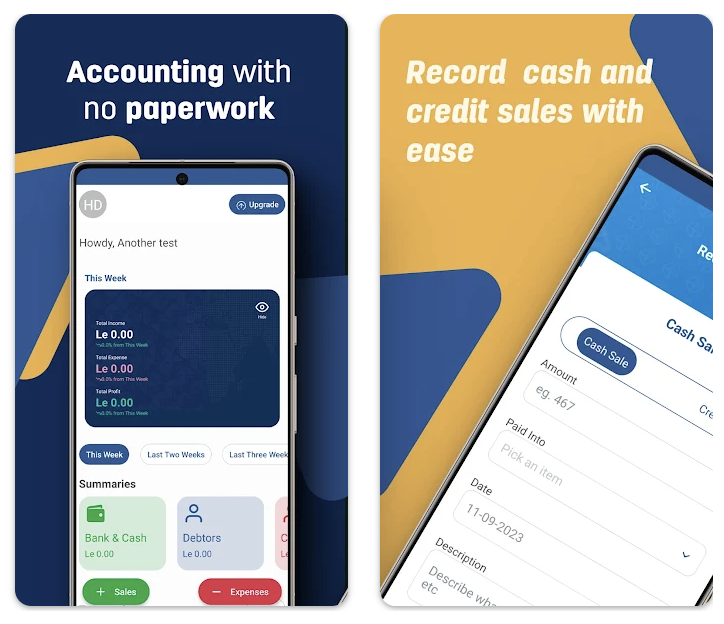 Accounting with
no paperwork
HD
Upgrade
Howdy, Another test
This Week
Hide
Total Income
Le 0.00
0.0% from This Week
Total Expense
Le 0.00
0.0% from This Week
Total Profit
Le 0.00
0.0% from This Week
This Week
Last Two Weeks
Last Three Week
Summaries
Bank & Cash
Le 0.00
Debtors
Le 0.00
C
Le
+ Sales
− Expenses
Record cash and
credit sales with
ease
Re
Cash Sa
Cash Sale
Cre
Amount
eg. 467
Paid Into
Pick an item
Date
11-09-2023
Description
Describe wha
etc